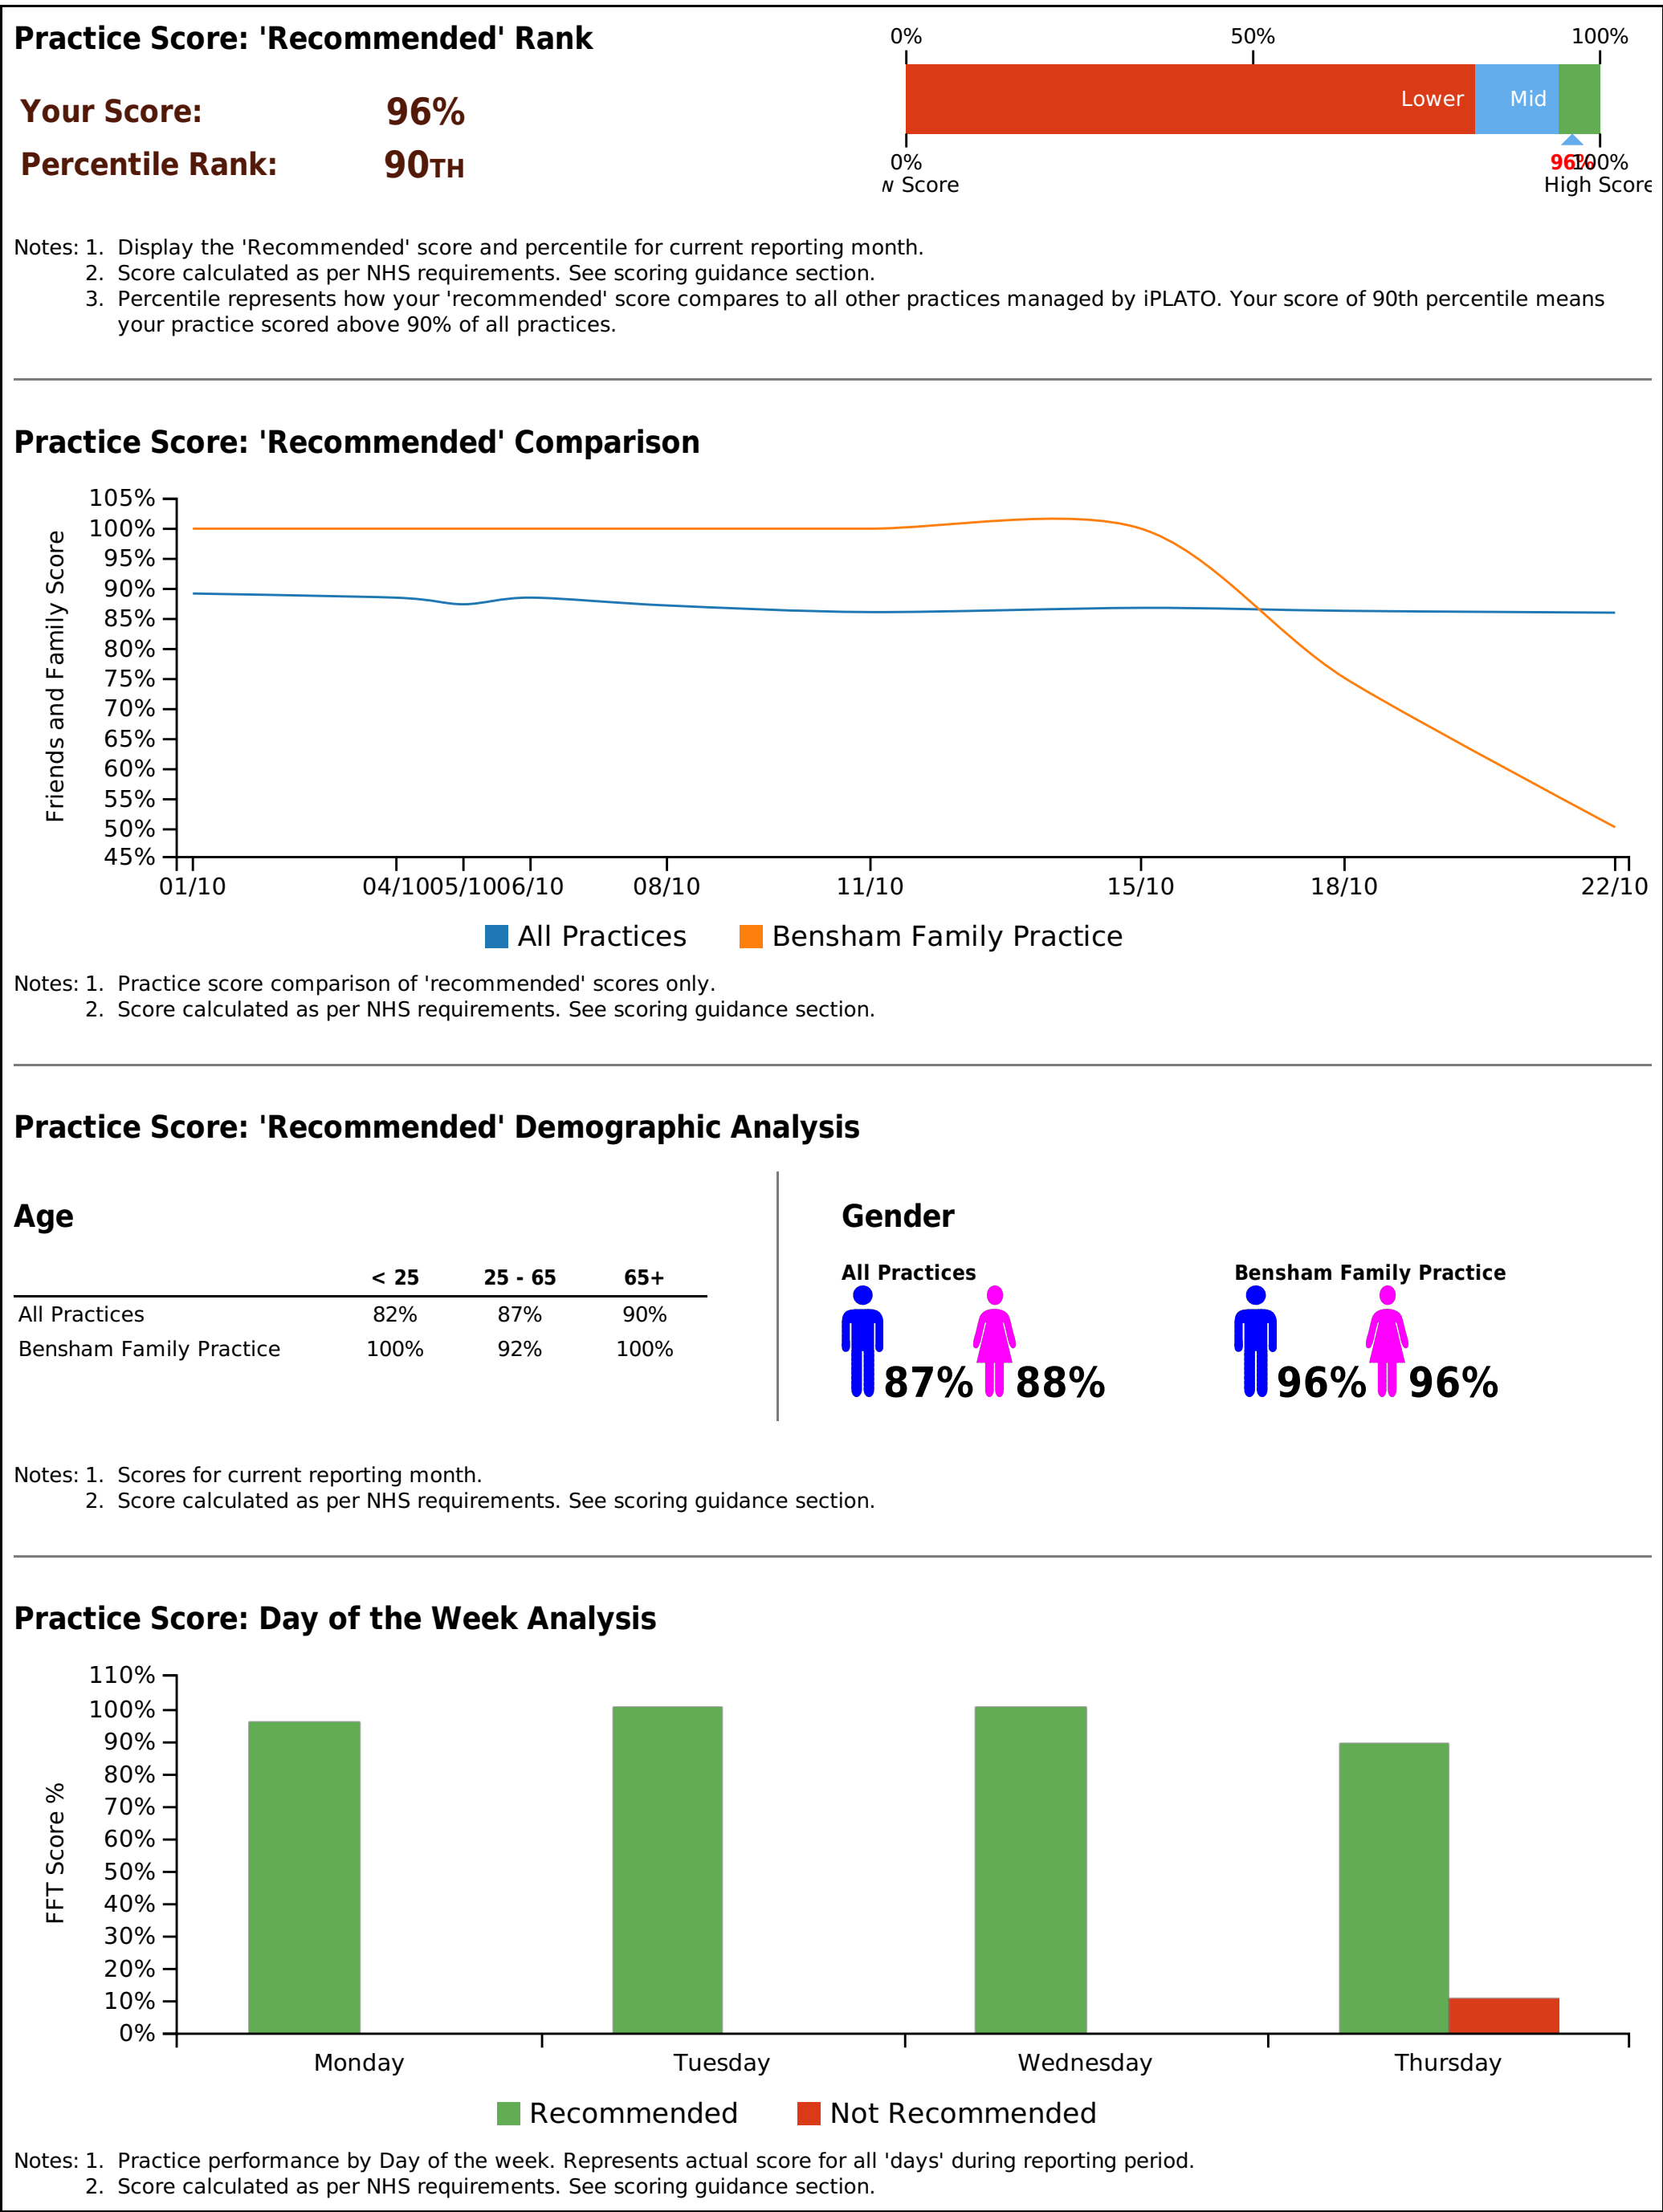 Practice Score: 'Recommended' Rank
Your Score: 96%
Percentile Rank: 90TH
0% 50% 100%
Lower Mid
0% 96% 100%
Score High Score
Notes: 1. Display the 'Recommended' score and percentile for current reporting month.
2. Score calculated as per NHS requirements. See scoring guidance section.
3. Percentile represents how your 'recommended' score compares to all other practices managed by iPLATO. Your score of 90th percentile means
your practice scored above 90% of all practices.
Practice Score: 'Recommended' Comparison
Friends and Family Score
105%
100%
95%
90%
85%
80%
75%
70%
65%
60%
55%
50%
45%
01/10 04/10 05/10 06/10 08/10 11/10 15/10 18/10 22/10
All Practices Bensham Family Practice
Notes: 1. Practice score comparison of 'recommended' scores only.
2. Score calculated as per NHS requirements. See scoring guidance section.
Practice Score: 'Recommended' Demographic Analysis
Age
< 25 25 - 65 65+
All Practices 82% 87% 90%
Bensham Family Practice 100% 92% 100%
Gender
All Practices
87% 88%
Bensham Family Practice
96% 96%
Notes: 1. Scores for current reporting month.
2. Score calculated as per NHS requirements. See scoring guidance section.
Practice Score: Day of the Week Analysis
FFT Score %
110%
100%
90%
80%
70%
60%
50%
40%
30%
20%
10%
0%
Monday Tuesday Wednesday Thursday
Recommended Not Recommended
Notes: 1. Practice performance by Day of the week. Represents actual score for all 'days' during reporting period.
2. Score calculated as per NHS requirements. See scoring guidance section.